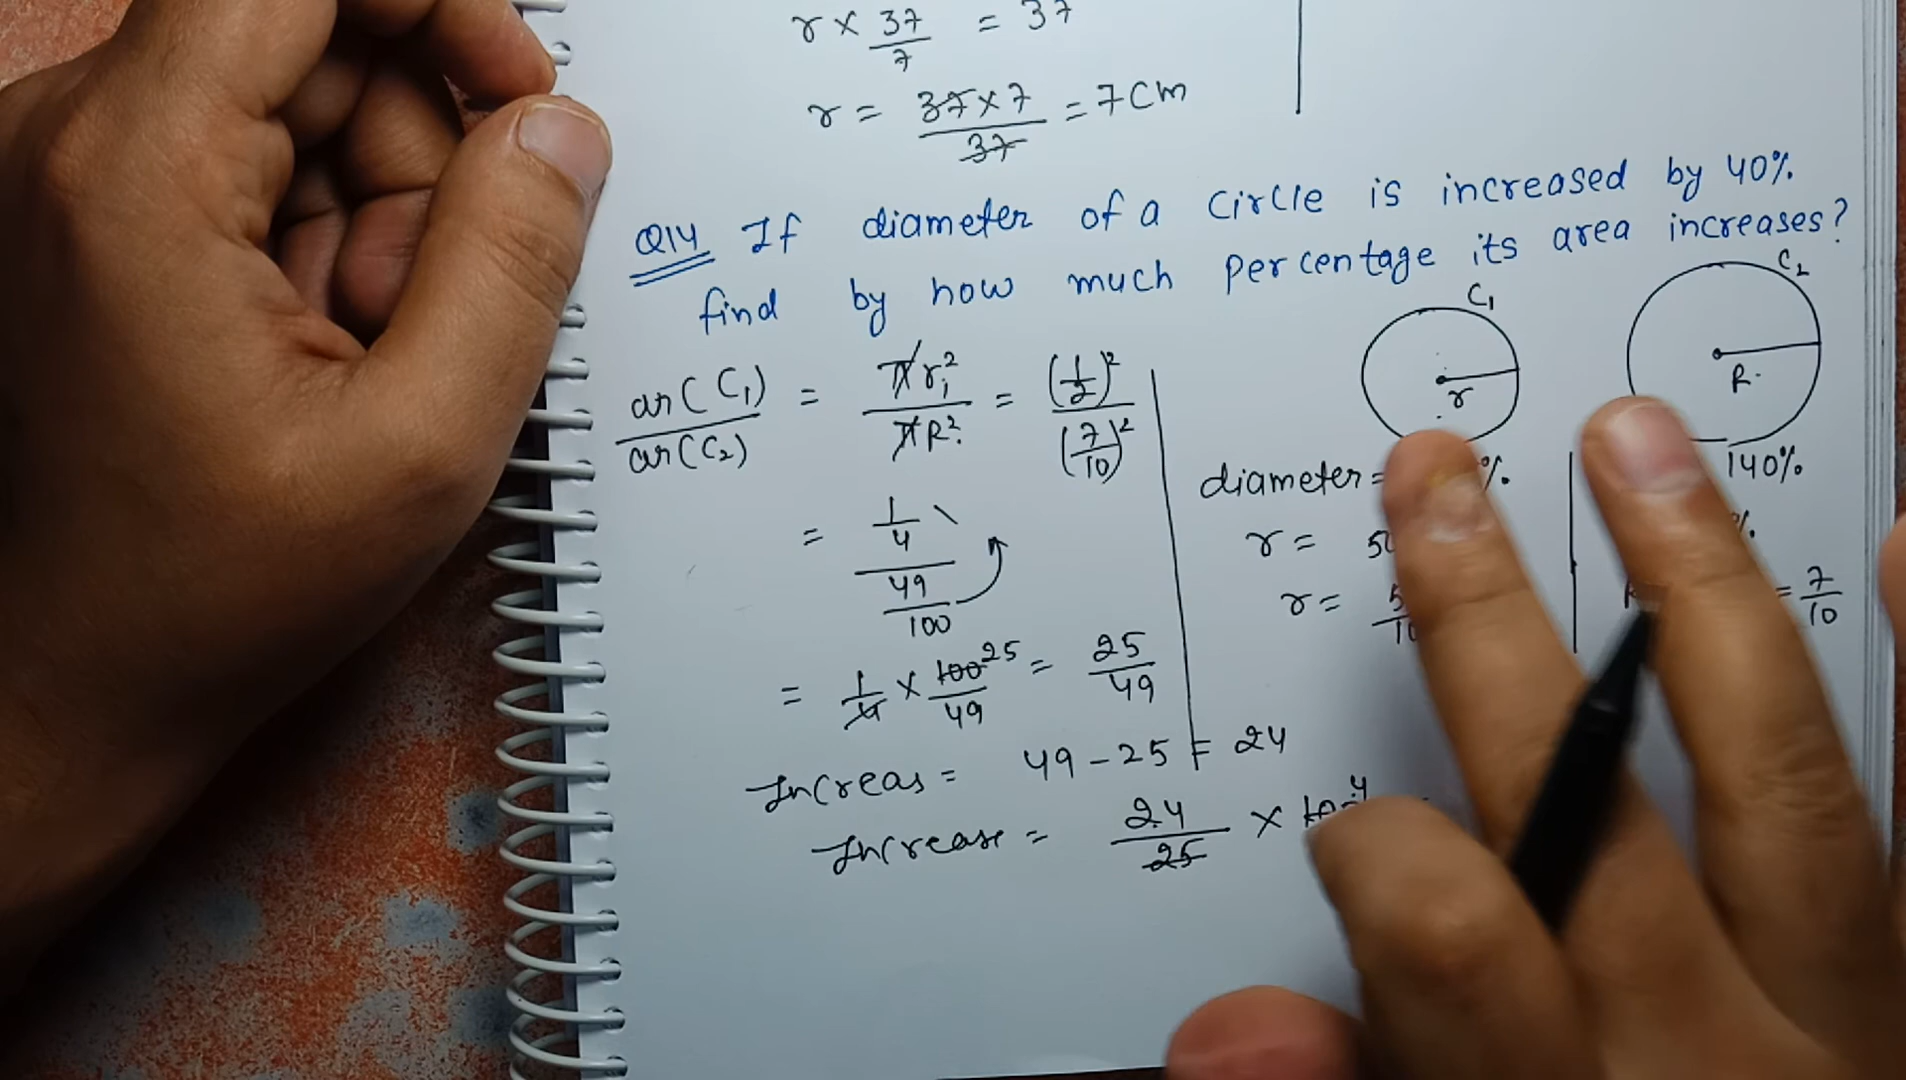 r × 37/7 = 37
r = 37×7/37 = 7cm
Q14 If diameter of a circle is increased by 40%.
find by how much percentage its area increases?
C1
C2
r
R.
ar(C1)/ar(C2) = πr1²/πR². = (1/2)²/(7/10)²
= 1/4 / 49/100
= 1/4 × 100 25/49 = 25/49
Increas = 49 - 25 = 24
Increase = 24/25 ×
diameter =
140%
r =
r =
= 7/10